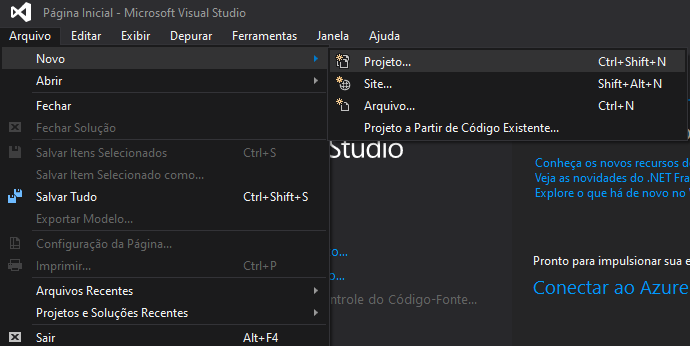 Página Inicial - Microsoft Visual Studio
Arquivo Editar Exibir Depurar Ferramentas Janela Ajuda
Novo
Abrir
Fechar
Fechar Solução
Salvar Itens Selecionados Ctrl+S
Salvar Item Selecionado como...
Salvar Tudo Ctrl+Shift+S
Exportar Modelo...
Configuração da Página...
Imprimir... Ctrl+P
Arquivos Recentes
Projetos e Soluções Recentes
Sair Alt+F4
Projeto... Ctrl+Shift+N
Site... Shift+Alt+N
Arquivo... Ctrl+N
Projeto a Partir de Código Existente...
Studio
o...
o...
ntrole do Código-Fonte...
Conheça os novos recursos d
Veja as novidades do .NET Fra
Explore o que há de novo no
Pronto para impulsionar sua e
Conectar ao Azure